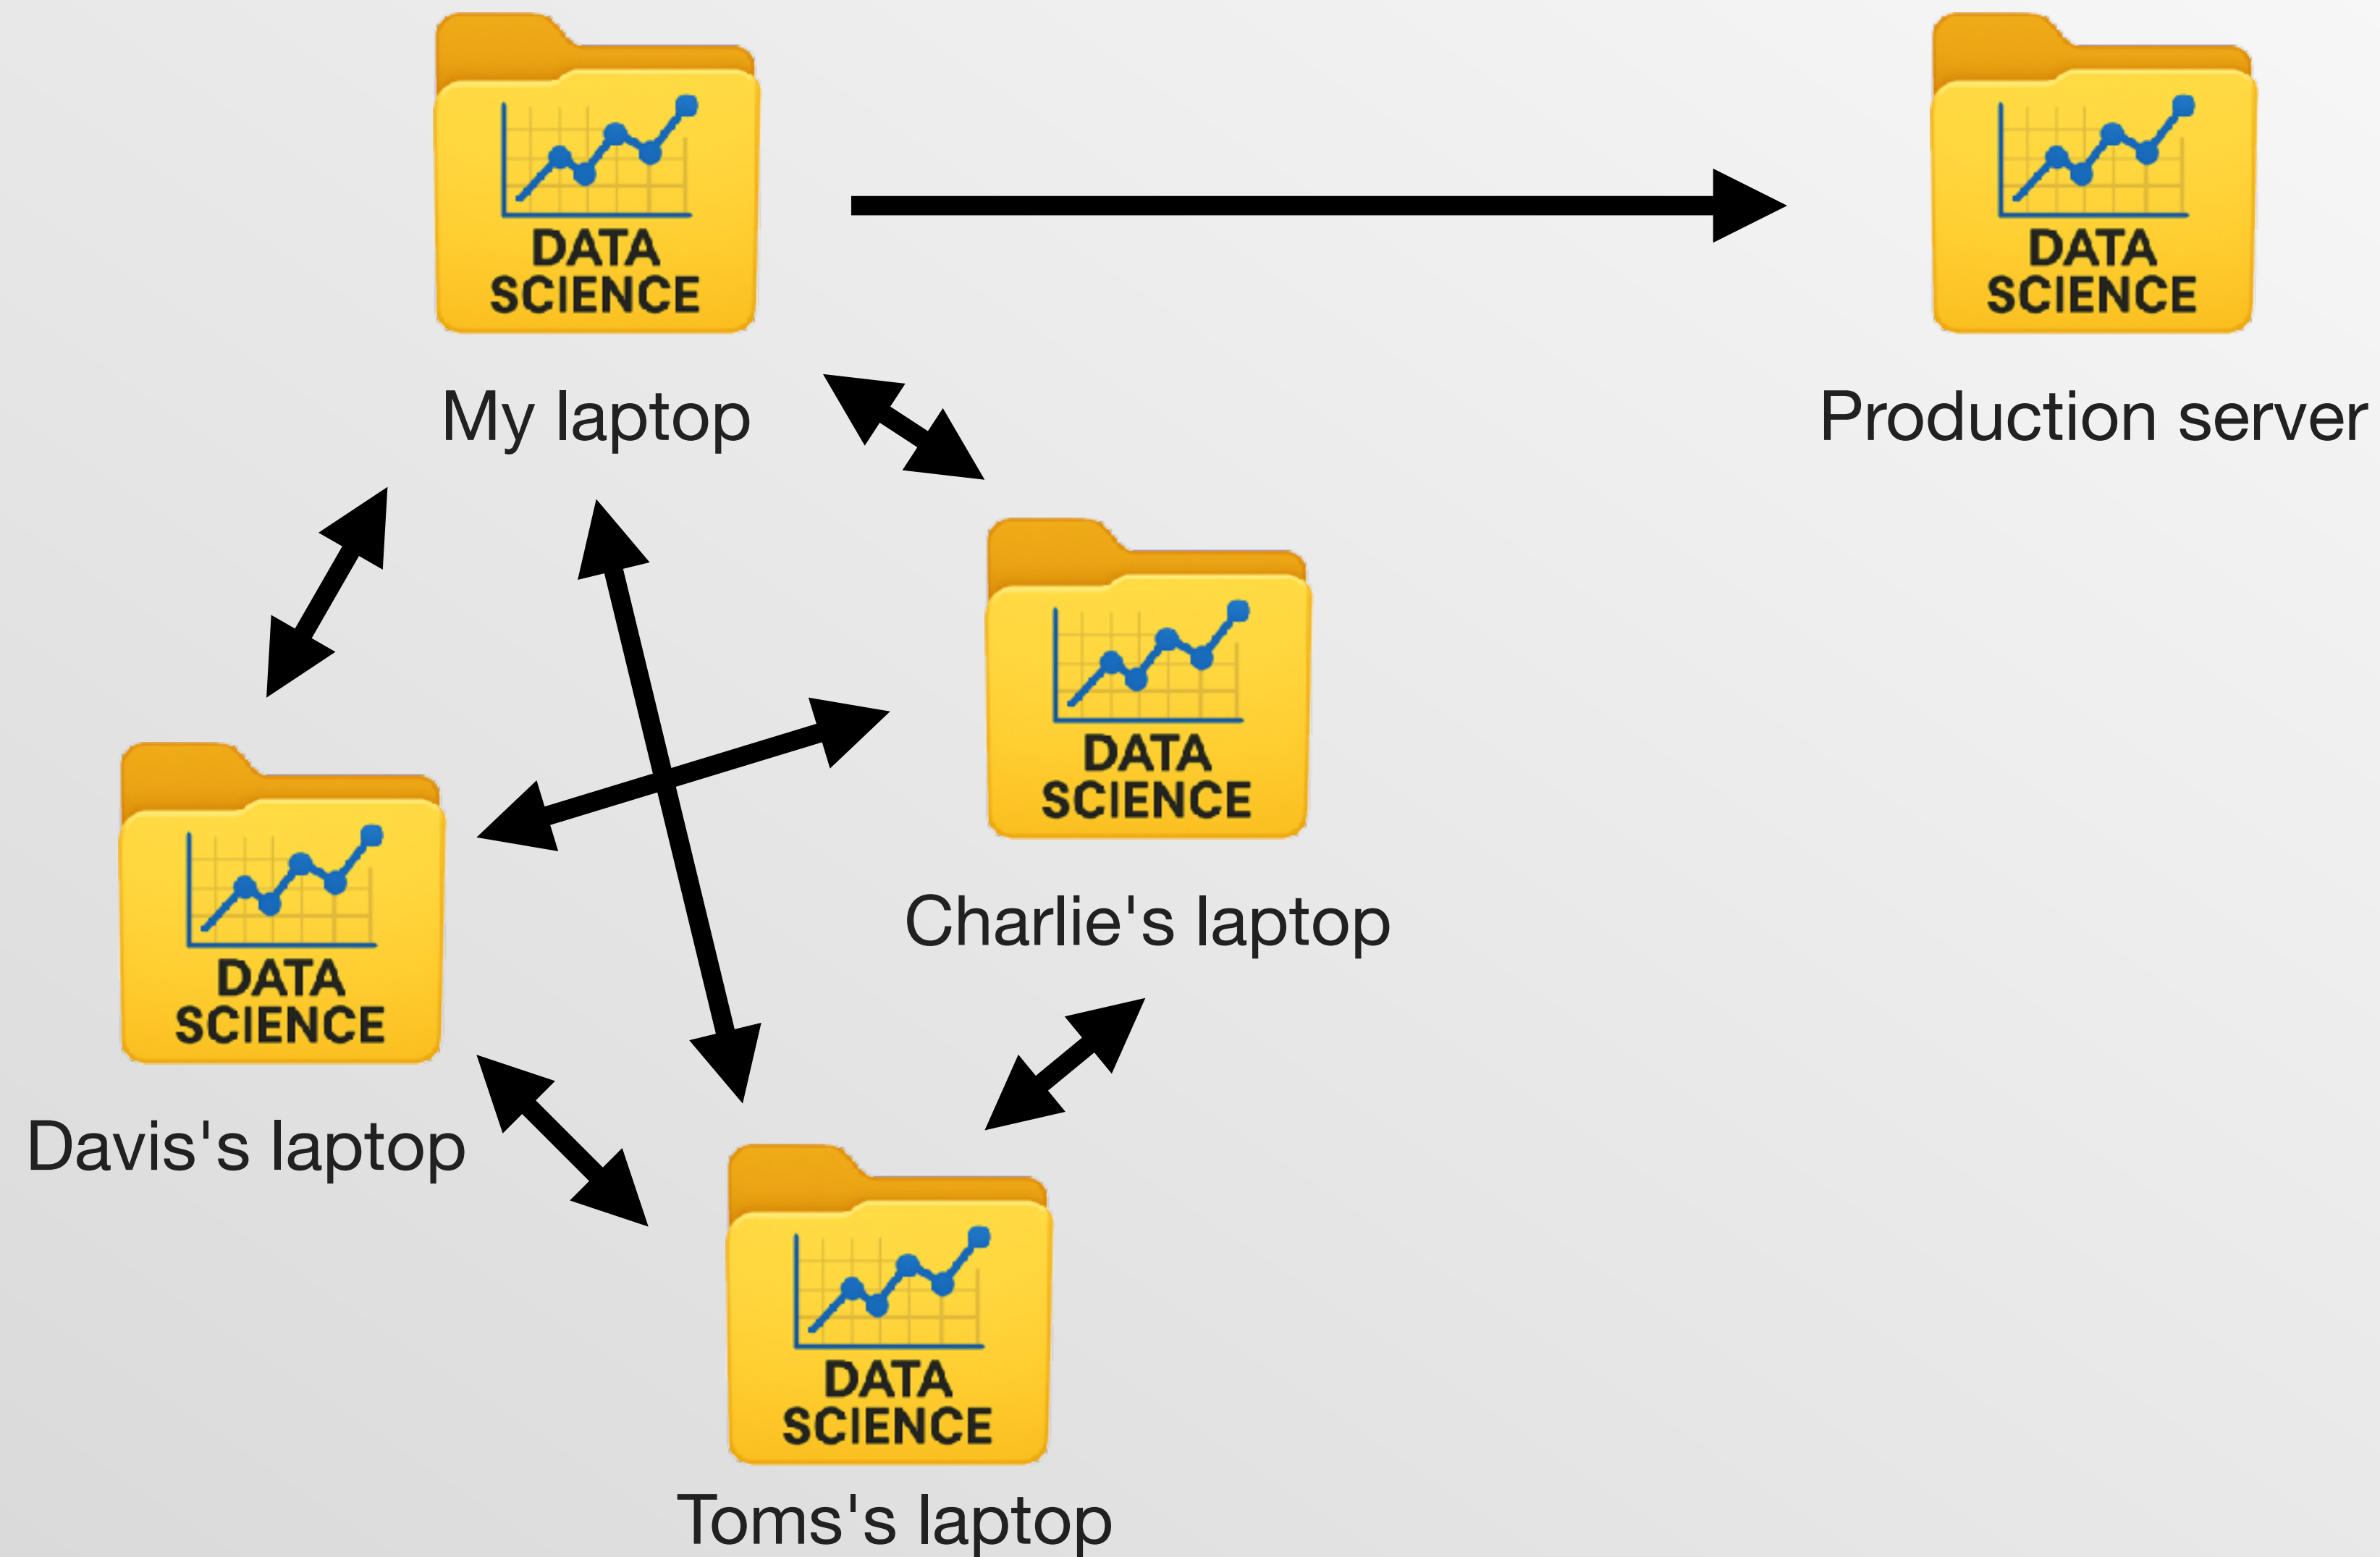 DATA
SCIENCE
My laptop
DATA
SCIENCE
Production server
DATA
SCIENCE
Charlie's laptop
DATA
SCIENCE
Davis's laptop
DATA
SCIENCE
Toms's laptop